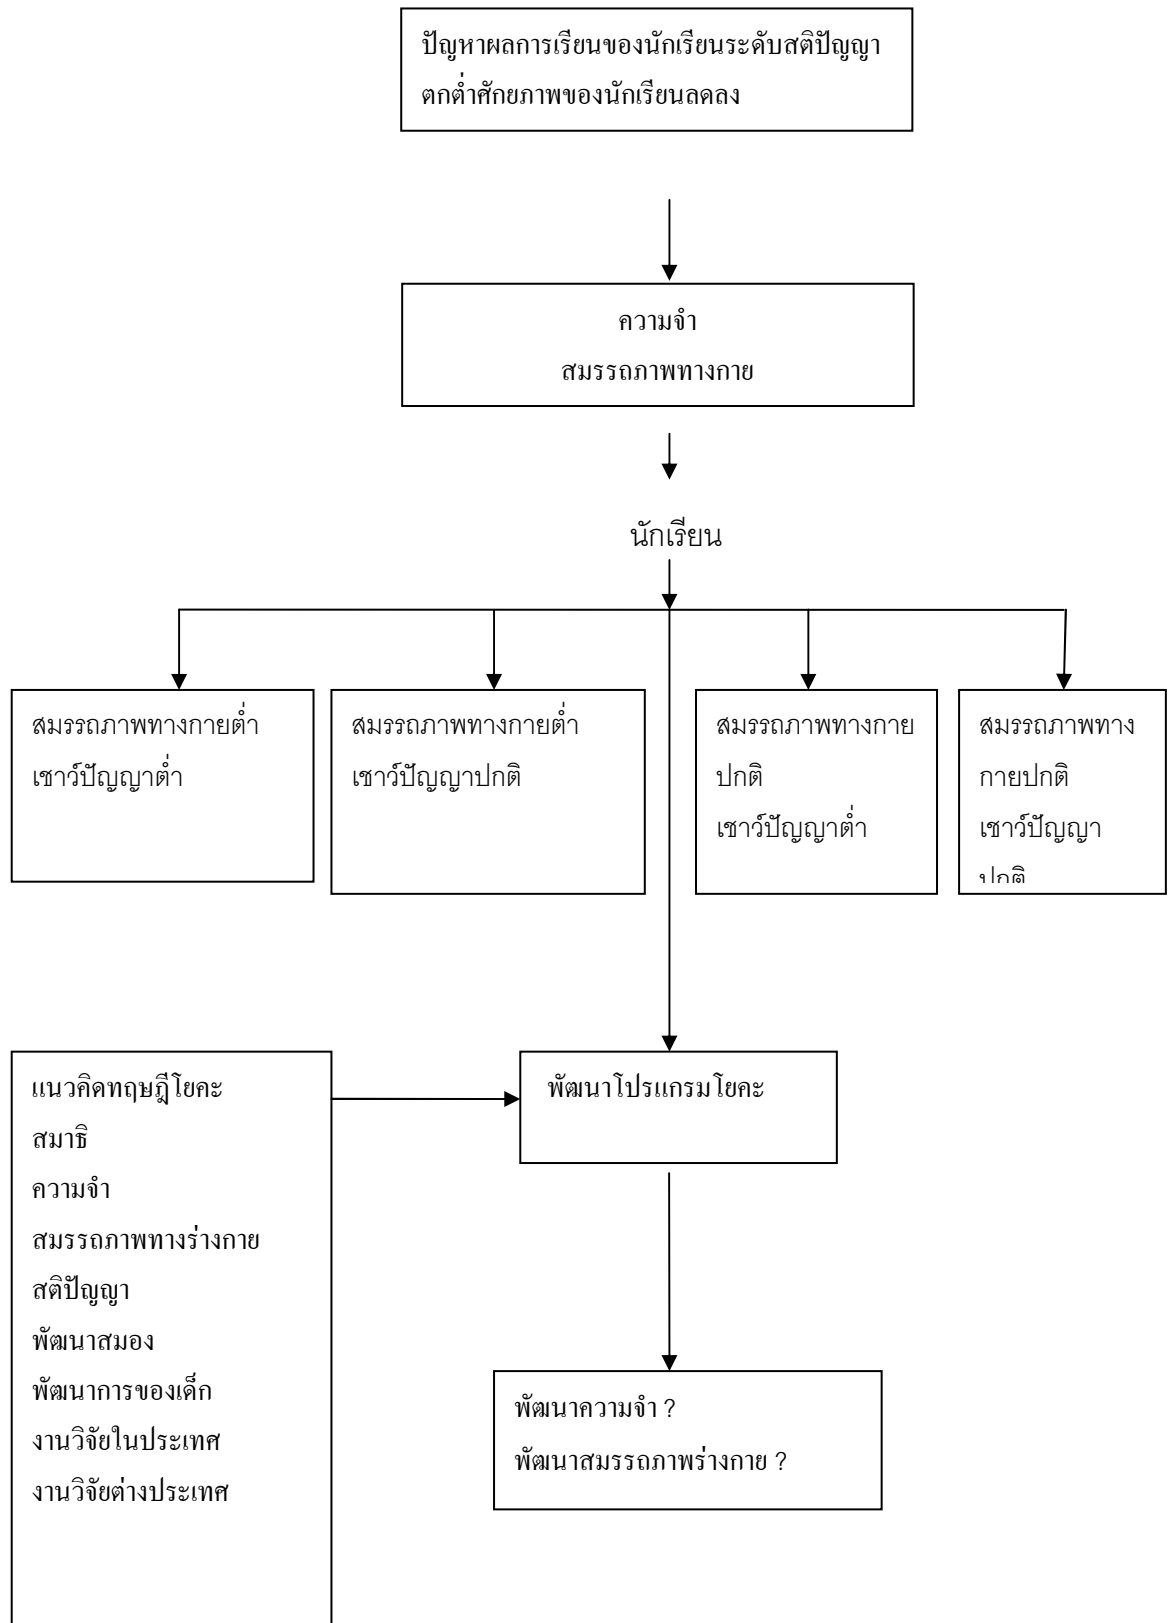 ปัญหาผลการเรียนของนักเรียนระดับสติปัญญา
ตกต่ำศักยภาพของนักเรียนลดลง
ความจำ
สมรรถภาพทางกาย
นักเรียน
สมรรถภาพทางกายต่ำ
เชาว์ปัญญาต่ำ
สมรรถภาพทางกายต่ำ
เชาว์ปัญญาปกติ
สมรรถภาพทางกาย
ปกติ
เชาว์ปัญญาต่ำ
สมรรถภาพทาง
กายปกติ
เชาว์ปัญญา
ปกติ
แนวคิดทฤษฎีโยคะ
สมาธิ
ความจำ
สมรรถภาพทางร่างกาย
สติปัญญา
พัฒนาสมอง
พัฒนาการของเด็ก
งานวิจัยในประเทศ
งานวิจัยต่างประเทศ
พัฒนาโปรแกรมโยคะ
พัฒนาความจำ ?
พัฒนาสมรรถภาพร่างกาย ?